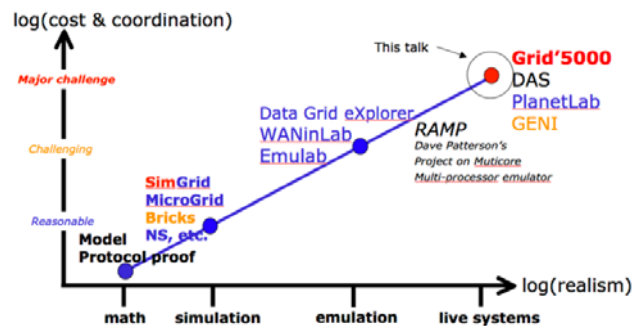 log(cost & coordination)
Major challenge
Challenging
Reasonable
This talk
Grid'5000
DAS
PlanetLab
GENI
Data Grid eXplorer
WANinLab
Emulab
RAMP
Dave Patterson's
Project on Muticore
Multi-processor emulator
SimGrid
MicroGrid
Bricks
NS, etc.
Model
Protocol proof
log(realism)
math
simulation
emulation
live systems